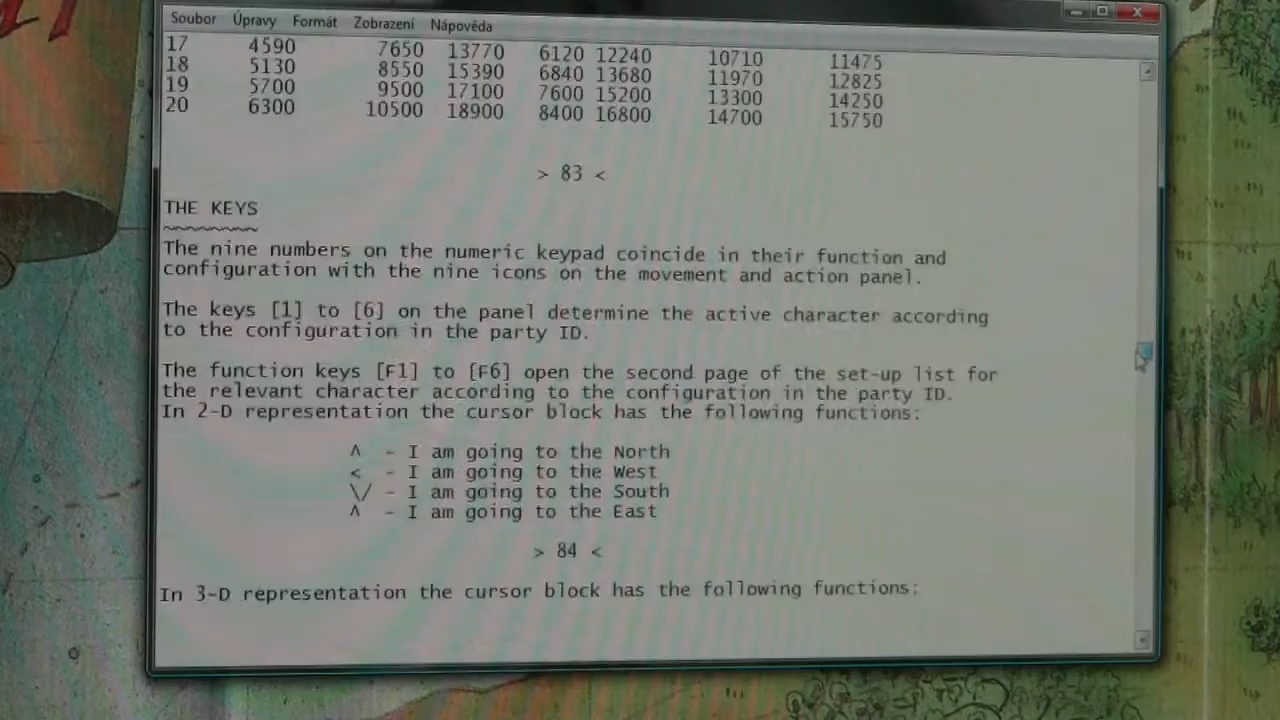 Soubor Úpravy Formát Zobrazení Nápověda
17 4590 7650 13770 6120 12240 10710 11475
18 5130 8550 15390 6840 13680 11970 12825
19 5700 9500 17100 7600 15200 13300 14250
20 6300 10500 18900 8400 16800 14700 15750
> 83 <
THE KEYS
~~~~~~~~
The nine numbers on the numeric keypad coincide in their function and
configuration with the nine icons on the movement and action panel.
The keys [1] to [6] on the panel determine the active character according
to the configuration in the party ID.
The function keys [F1] to [F6] open the second page of the set-up list for
the relevant character according to the configuration in the party ID.
In 2-D representation the cursor block has the following functions:
^ - I am going to the North
< - I am going to the West
\/ - I am going to the South
^ - I am going to the East
> 84 <
In 3-D representation the cursor block has the following functions: